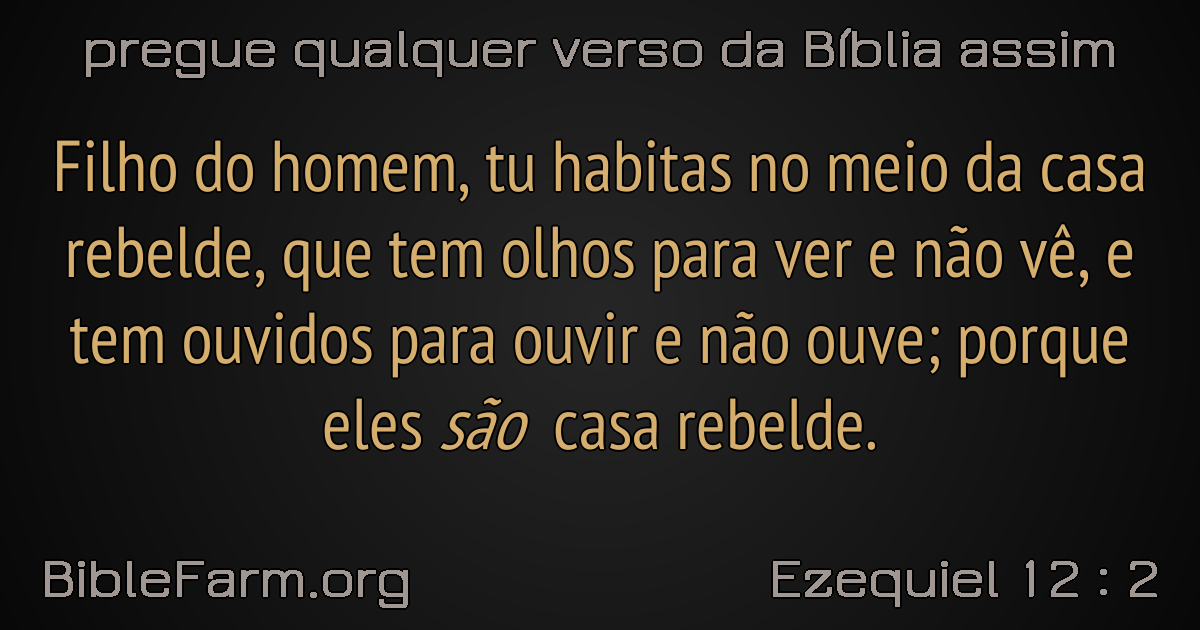 pregue qualquer verso da Bíblia assim
Filho do homem, tu habitas no meio da casa
rebelde, que tem olhos para ver e não vê, e
tem ouvidos para ouvir e não ouve; porque
eles são casa rebelde.
BibleFarm.org
Ezequiel 12 : 2